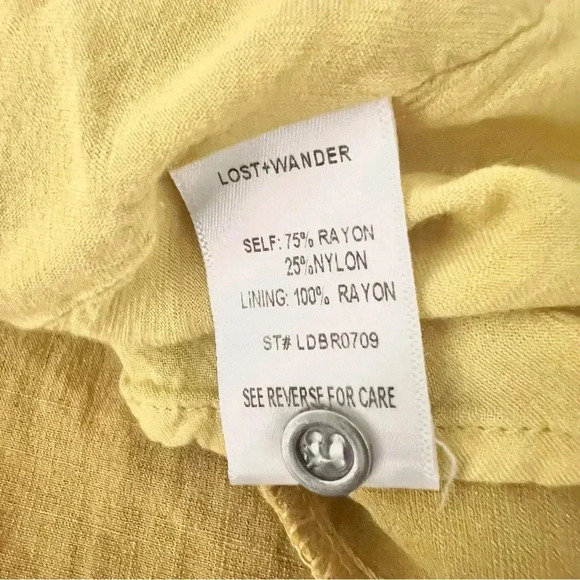 LOST+WANDER
SELF: 75% RAYON
25%NYLON
LINING: 100% RAYON
ST# LDBR0709
SEE REVERSE FOR CARE